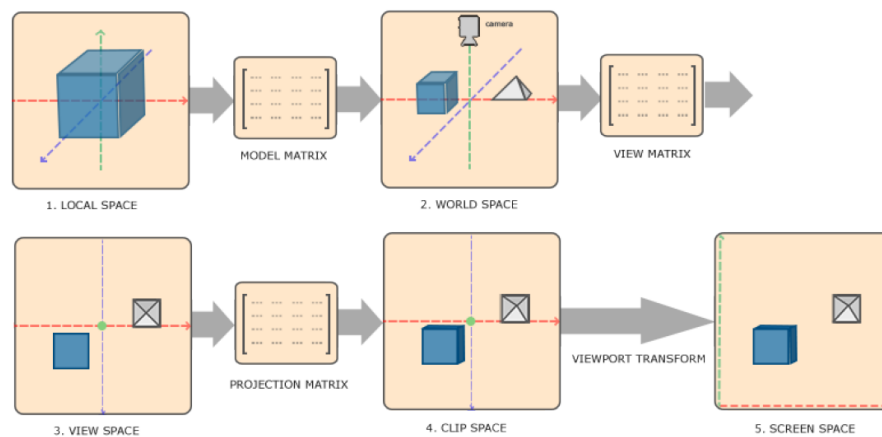 camera
MODEL MATRIX
VIEW MATRIX
1. LOCAL SPACE
2. WORLD SPACE
VIEWPORT TRANSFORM
PROJECTION MATRIX
3. VIEW SPACE
4. CLIP SPACE
5. SCREEN SPACE